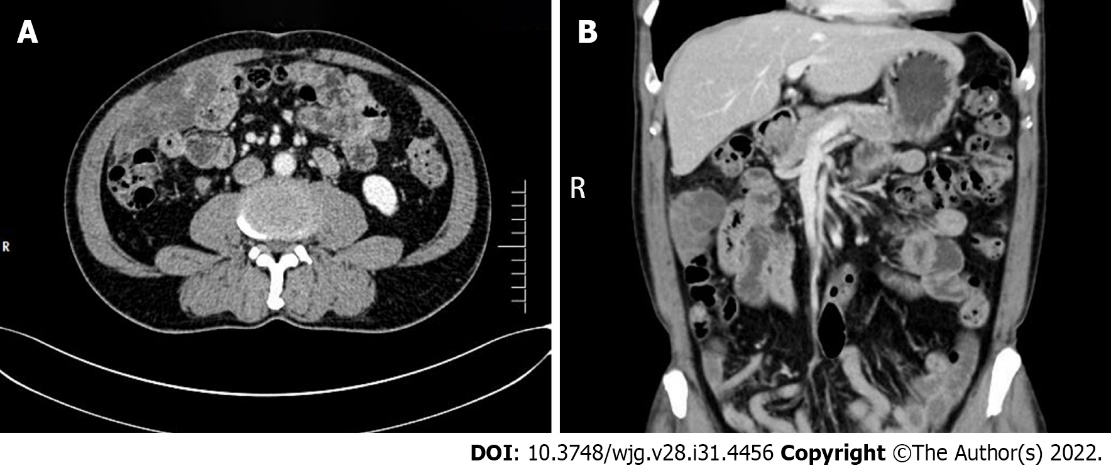 A
B
R
R
DOI: 10.3748/wjg.v28.i31.4456 Copyright ©The Author(s) 2022.